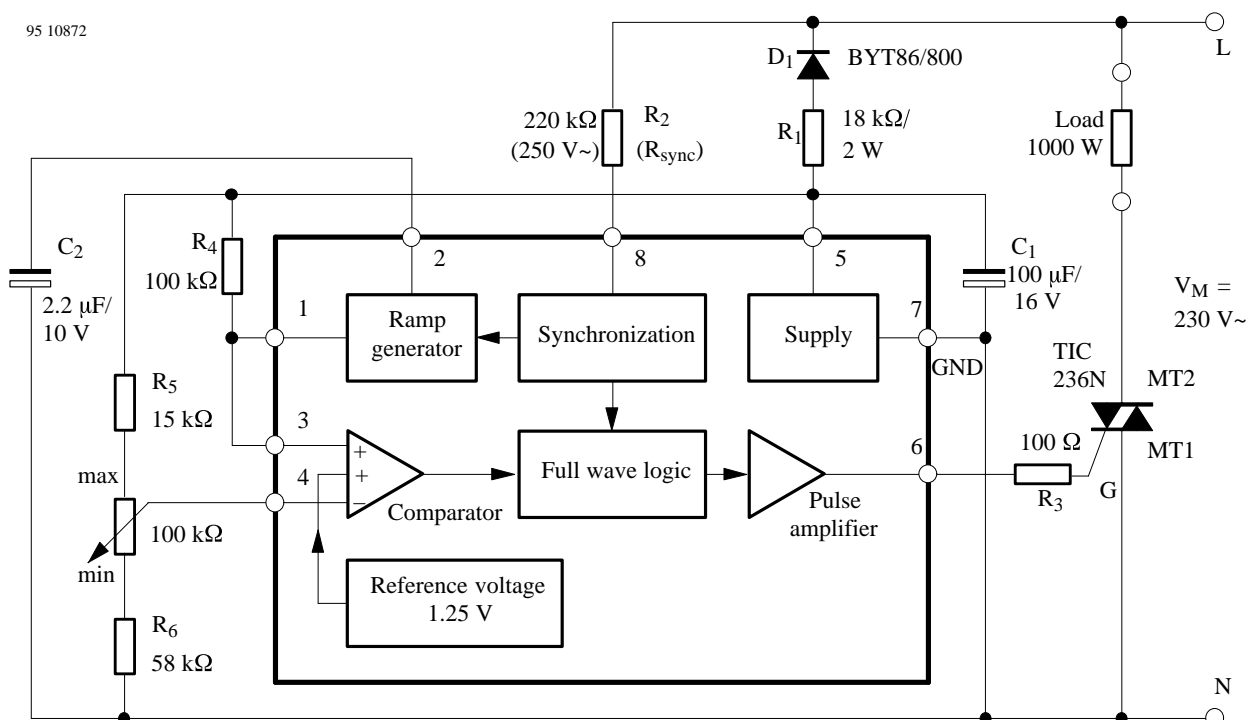 95 10872
L
D1
BYT86/800
220 kΩ
(250 V~)
R2
(Rsync)
R1
18 kΩ/
2 W
Load
1000 W
R4
100 kΩ
C2
2.2 μF/
10 V
2
8
5
C1
100 μF/
16 V
VM =
230 V~
1
Ramp
generator
Synchronization
Supply
7
GND
TIC
236N
MT2
MT1
R5
15 kΩ
3
4
+
+
−
Comparator
Full wave logic
Pulse
amplifier
6
100 Ω
R3
G
max
100 kΩ
min
Reference voltage
1.25 V
R6
58 kΩ
N